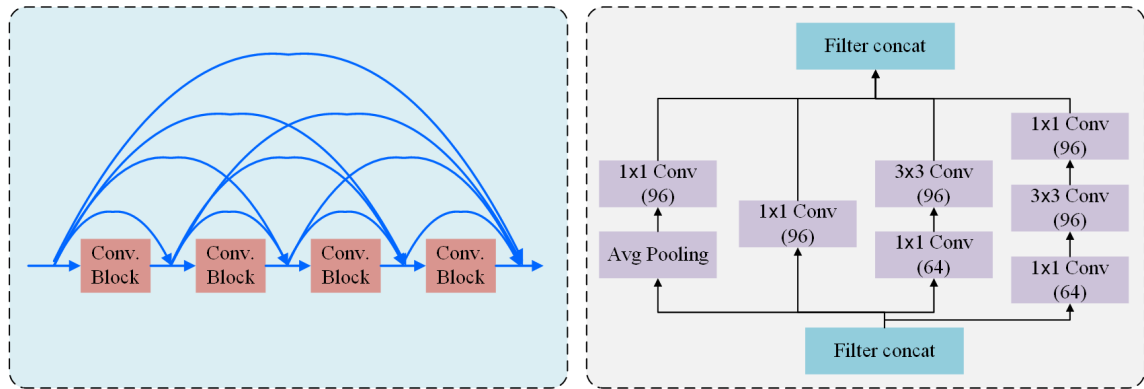 Conv.
Block
Conv.
Block
Conv.
Block
Conv.
Block
Filter concat
1x1 Conv
(96)
Avg Pooling
1x1 Conv
(96)
3x3 Conv
(96)
1x1 Conv
(64)
1x1 Conv
(96)
3x3 Conv
(96)
1x1 Conv
(64)
Filter concat